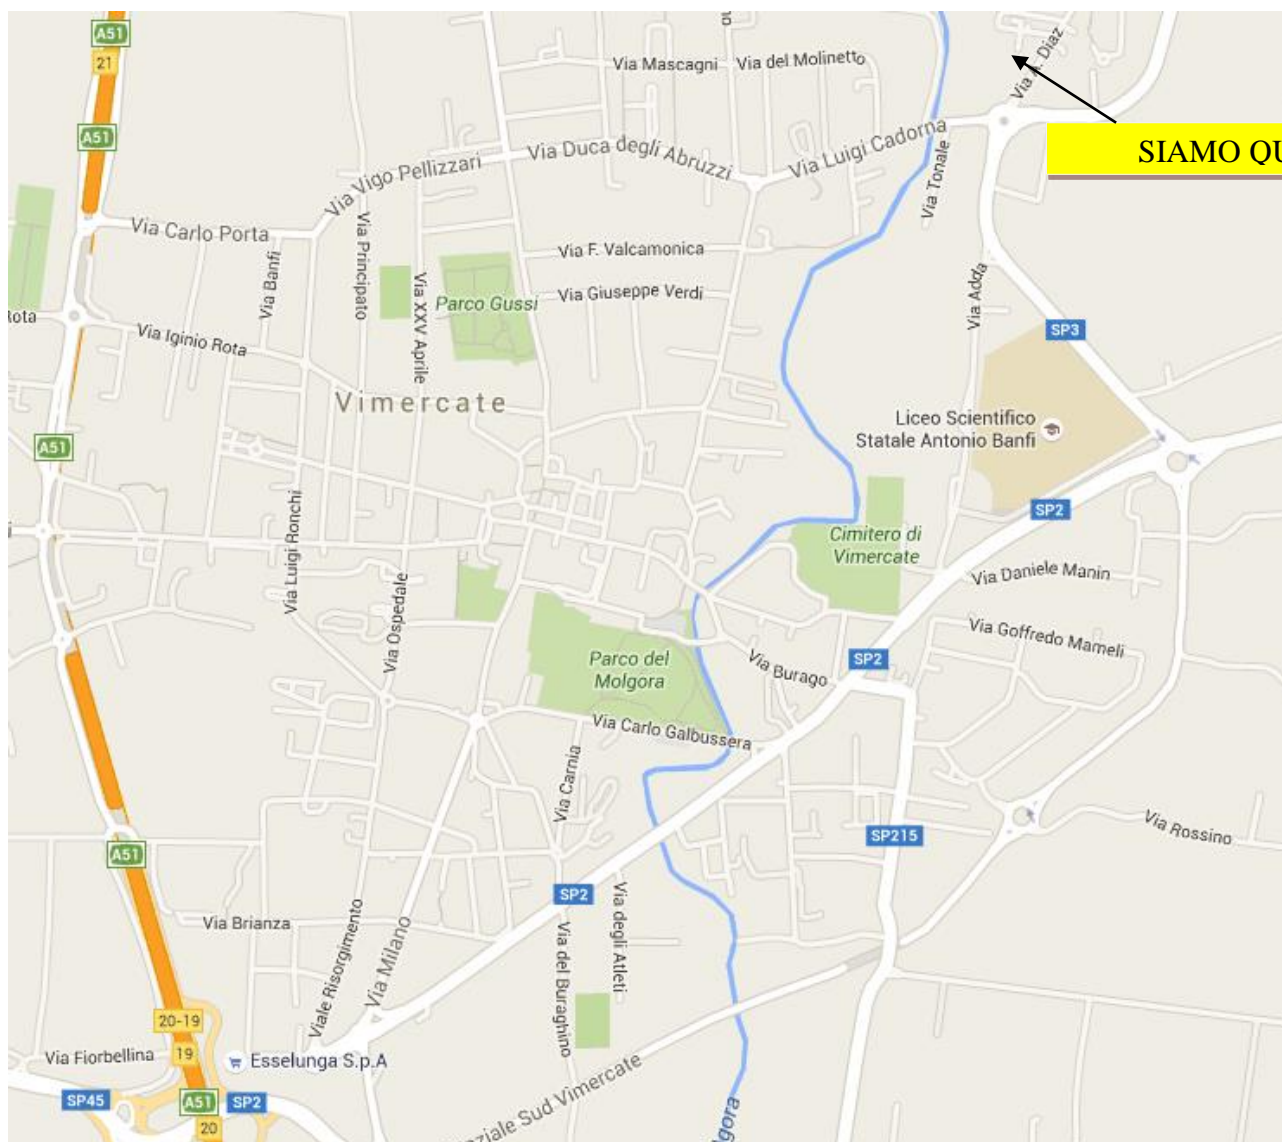 A51
21
A51
Via Mascagni
Via del Molinetto
Via A. Diaz
SIAMO QU
Via Duca degli Abruzzi
Via Luigi Cadorna
Via Vigo Pellizzari
Via Tonale
Via Carlo Porta
Via Principato
Via Banfi
Via F. Valcamonica
Via XXV Aprile
Parco Gussi
Via Giuseppe Verdi
Via Adda
Rota
Via Iginio Rota
SP3
Vimercate
Liceo Scientifico
Statale Antonio Banfi
A51
SP2
Via Luigi Ronchi
Cimitero di
Vimercate
Via Daniele Manin
Via Ospedale
Via Goffredo Mameli
Parco del
Molgora
Via Burago
SP2
Via Carlo Galbussera
Via Carnia
SP215
Via Rossino
A51
SP2
Via Brianza
Viale Risorgimento
Via Milano
Via del Buraghino
Via degli Atleti
20-19
19
Via Fiorbellina
Esselunga S.p.A
SP45
A51
SP2
20
ziale Sud Vimercate
gora